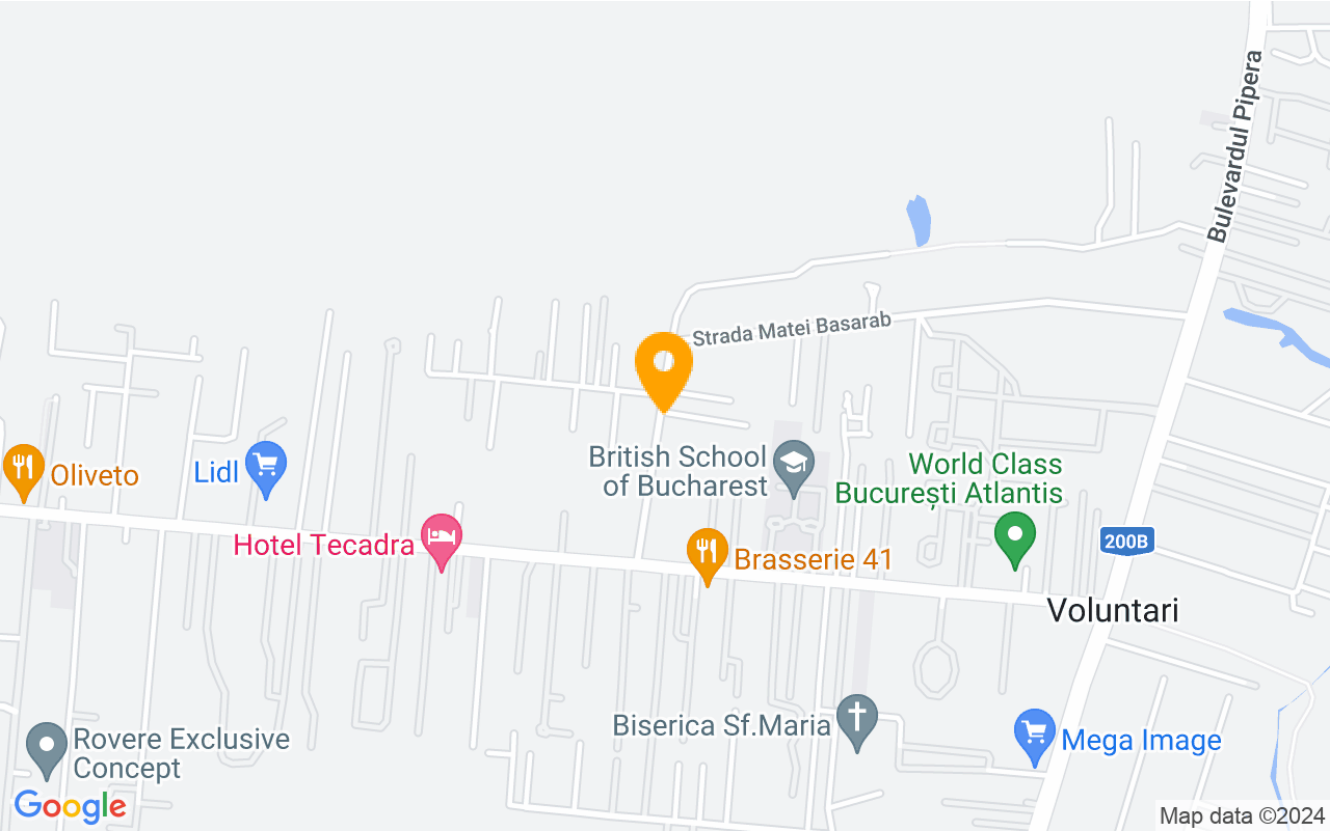 Bulevardul Pipera
Strada Matei Basarab
British School
of Bucharest
World Class
București Atlantis
Oliveto
Lidl
Hotel Tecadra
Brasserie 41
200B
Voluntari
Biserica Sf.Maria
Mega Image
Rovere Exclusive
Concept
Google
Map data ©2024